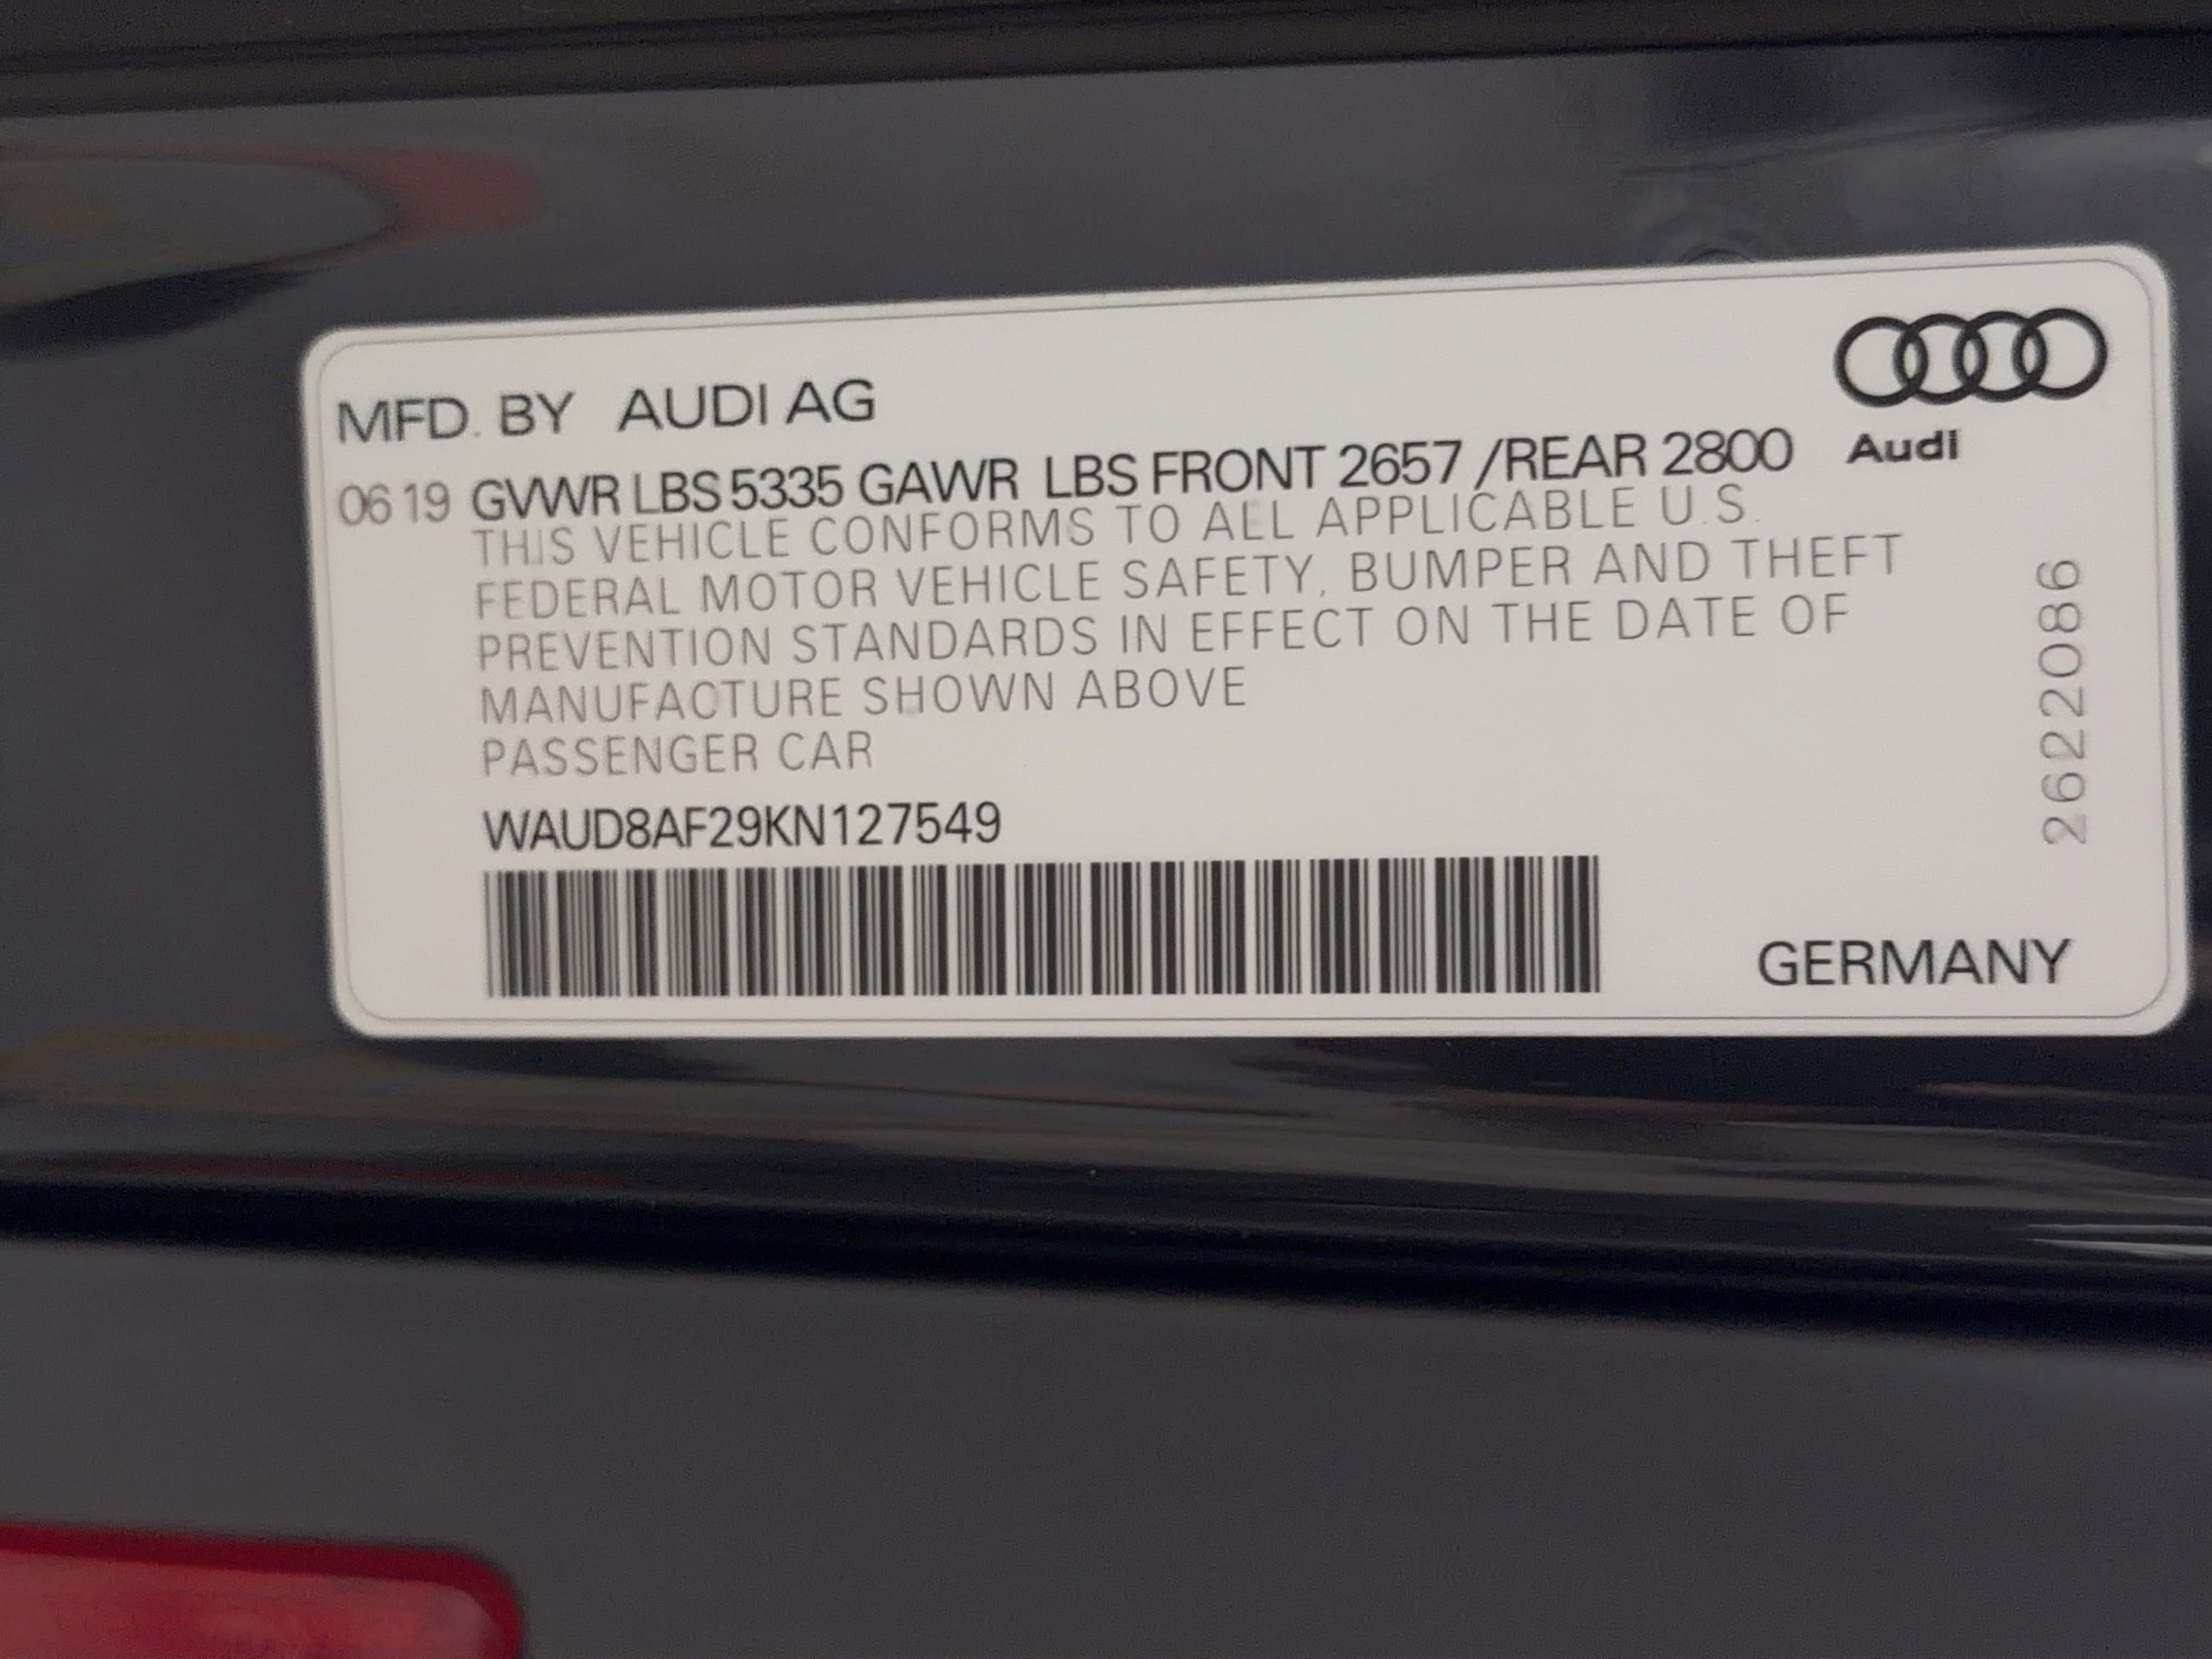 MFD. BY AUDI AG
06 19 GVWR LBS 5335 GAWR LBS FRONT 2657 /REAR 2800
Audi
THIS VEHICLE CONFORMS TO ALL APPLICABLE U.S.
FEDERAL MOTOR VEHICLE SAFETY, BUMPER AND THEFT
PREVENTION STANDARDS IN EFFECT ON THE DATE OF
MANUFACTURE SHOWN ABOVE
PASSENGER CAR
WAUD8AF29KN127549
2622086
GERMANY